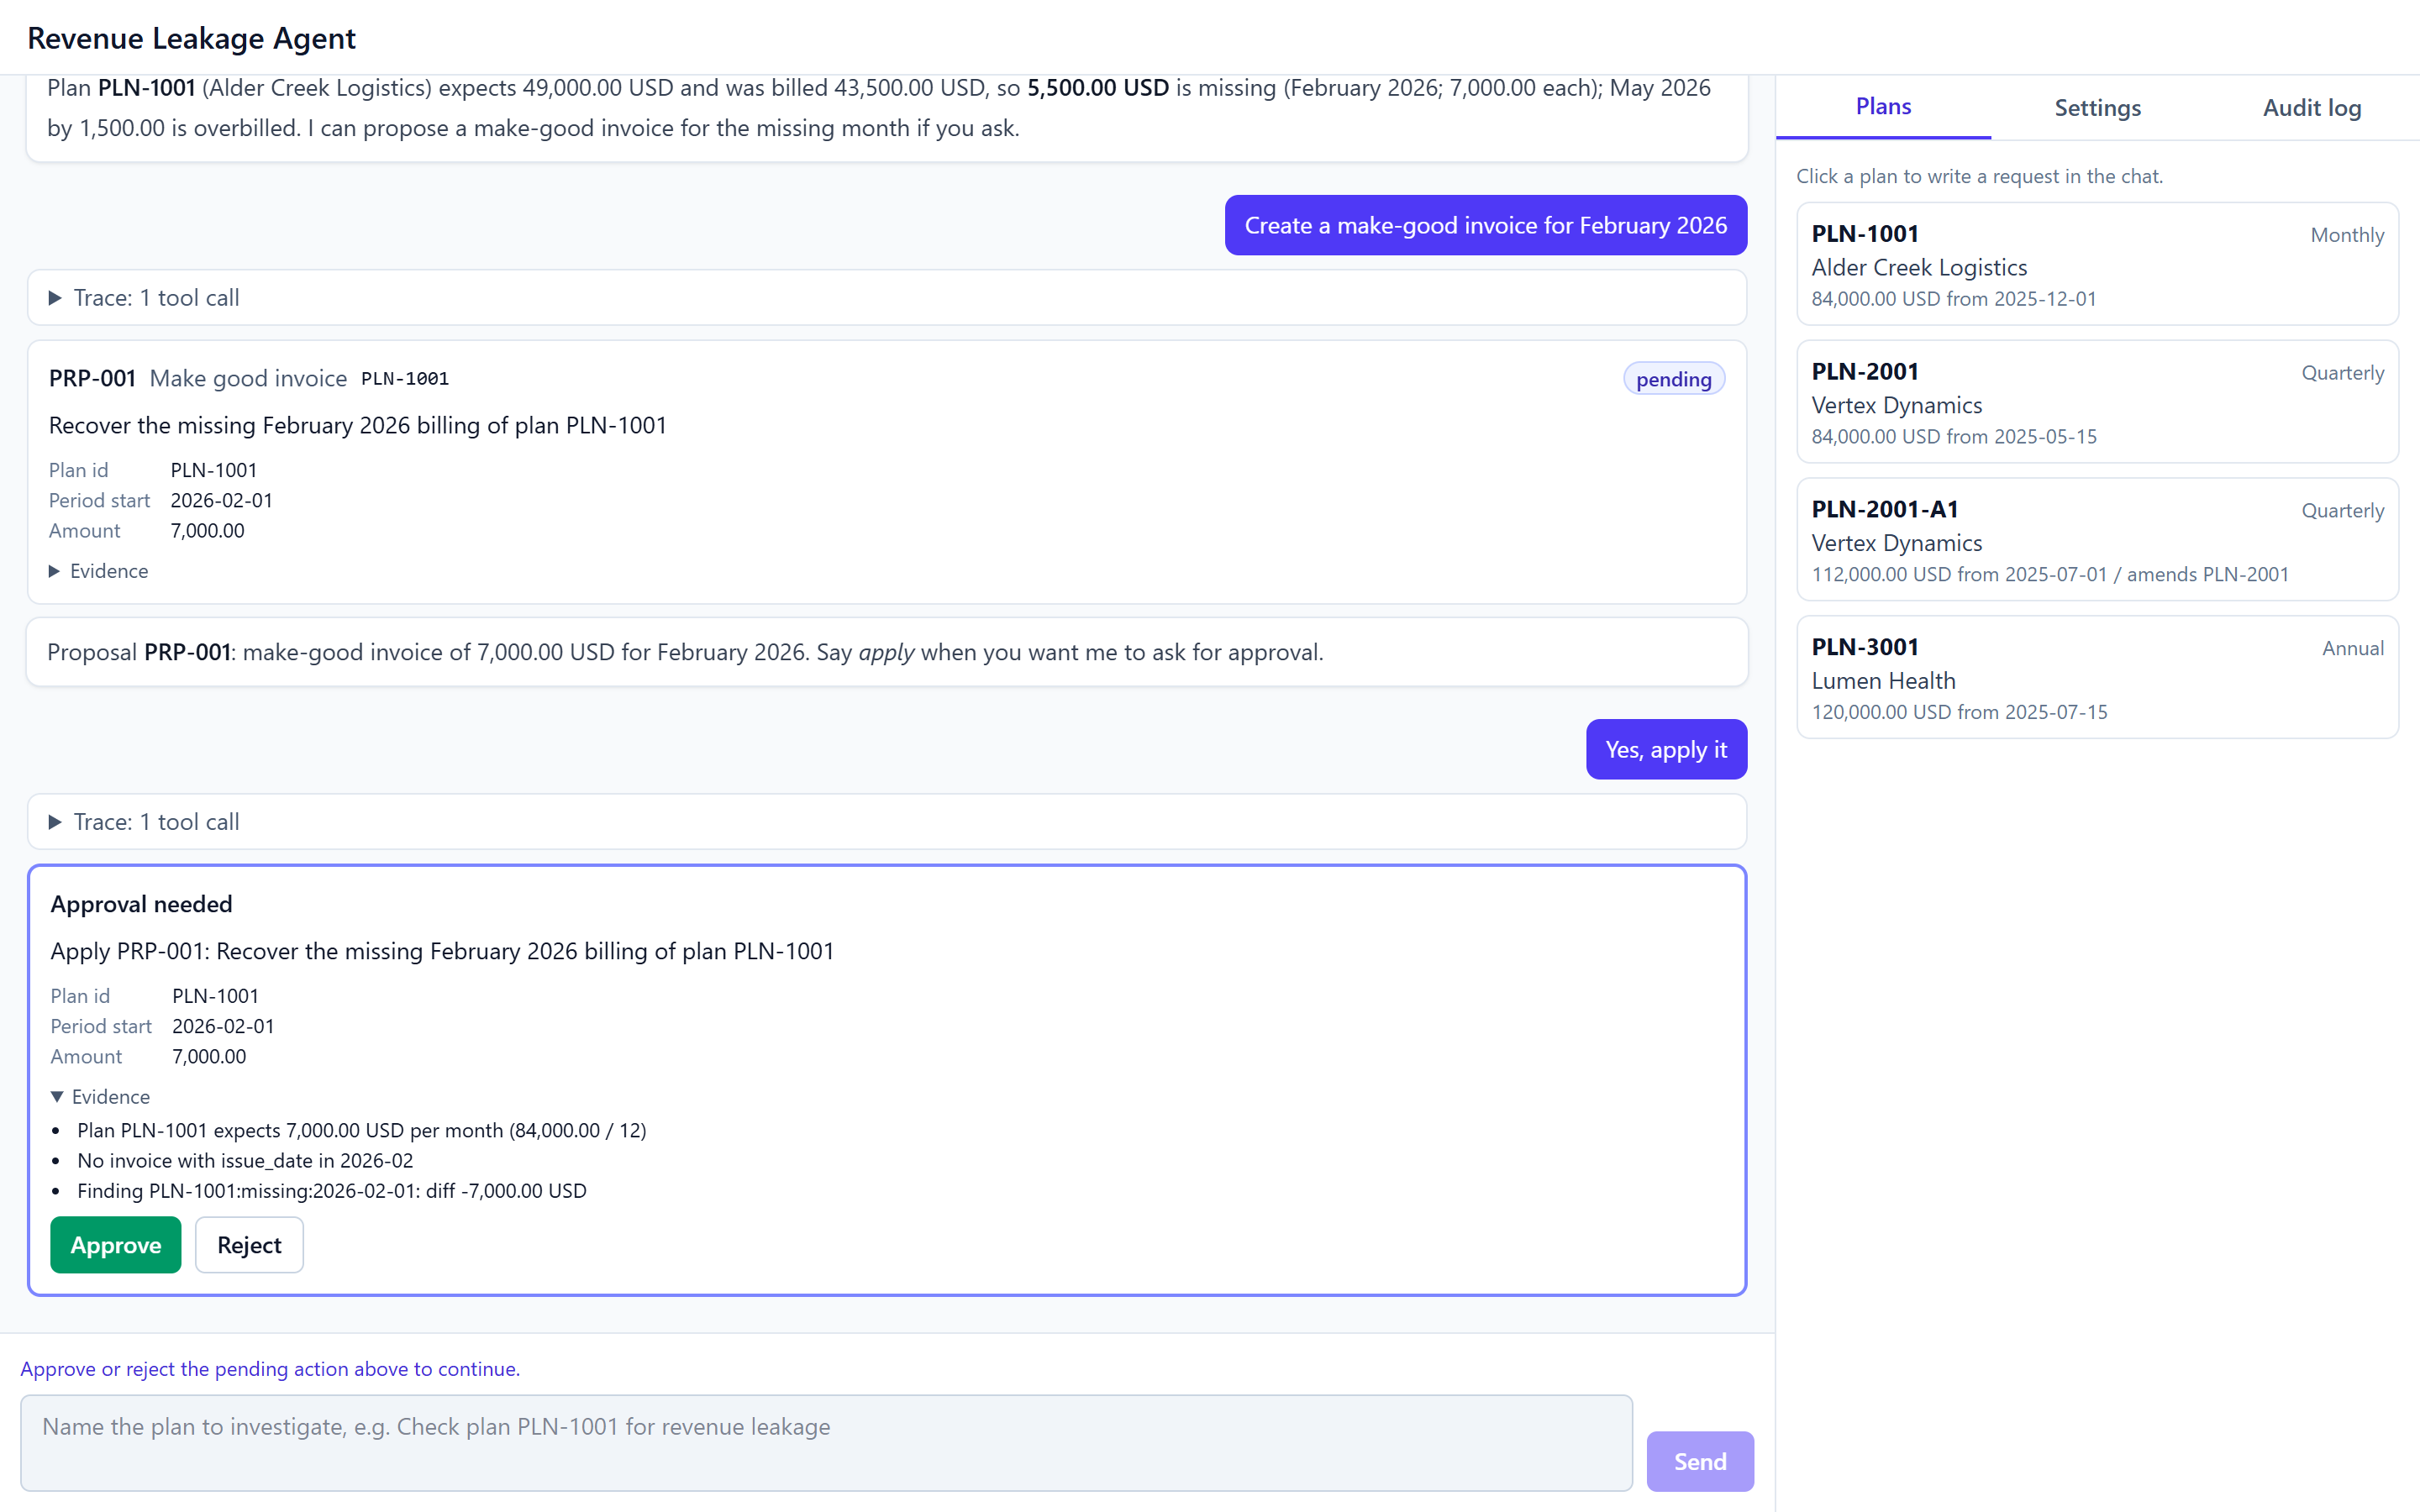 Revenue Leakage Agent
Plan PLN-1001 (Alder Creek Logistics) expects 49,000.00 USD and was billed 43,500.00 USD, so 5,500.00 USD is missing (February 2026; 7,000.00 each); May 2026
by 1,500.00 is overbilled. I can propose a make-good invoice for the missing month if you ask.
Create a make-good invoice for February 2026
Trace: 1 tool call
PRP-001 Make good invoice PLN-1001 pending
Recover the missing February 2026 billing of plan PLN-1001
Plan id PLN-1001
Period start 2026-02-01
Amount 7,000.00
Evidence
Proposal PRP-001: make-good invoice of 7,000.00 USD for February 2026. Say apply when you want me to ask for approval.
Yes, apply it
Trace: 1 tool call
Approval needed
Apply PRP-001: Recover the missing February 2026 billing of plan PLN-1001
Plan id PLN-1001
Period start 2026-02-01
Amount 7,000.00
Evidence
• Plan PLN-1001 expects 7,000.00 USD per month (84,000.00 / 12)
• No invoice with issue_date in 2026-02
• Finding PLN-1001:missing:2026-02-01: diff -7,000.00 USD
Approve Reject
Approve or reject the pending action above to continue.
Name the plan to investigate, e.g. Check plan PLN-1001 for revenue leakage
Send
Plans Settings Audit log
Click a plan to write a request in the chat.
PLN-1001 Monthly
Alder Creek Logistics
84,000.00 USD from 2025-12-01
PLN-2001 Quarterly
Vertex Dynamics
84,000.00 USD from 2025-05-15
PLN-2001-A1 Quarterly
Vertex Dynamics
112,000.00 USD from 2025-07-01 / amends PLN-2001
PLN-3001 Annual
Lumen Health
120,000.00 USD from 2025-07-15